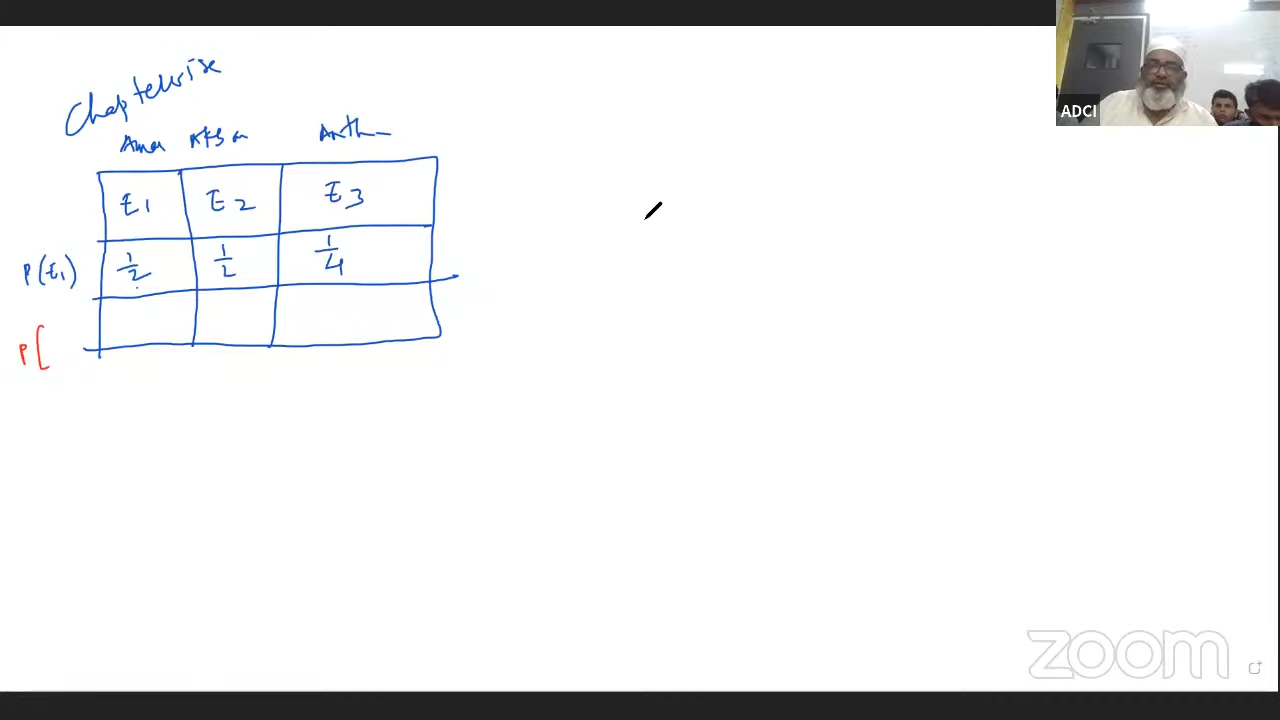 Chapterwise
E1 E2 E3
P(E1) 1/2 1/2 1/4
P[
ADCI
zoom